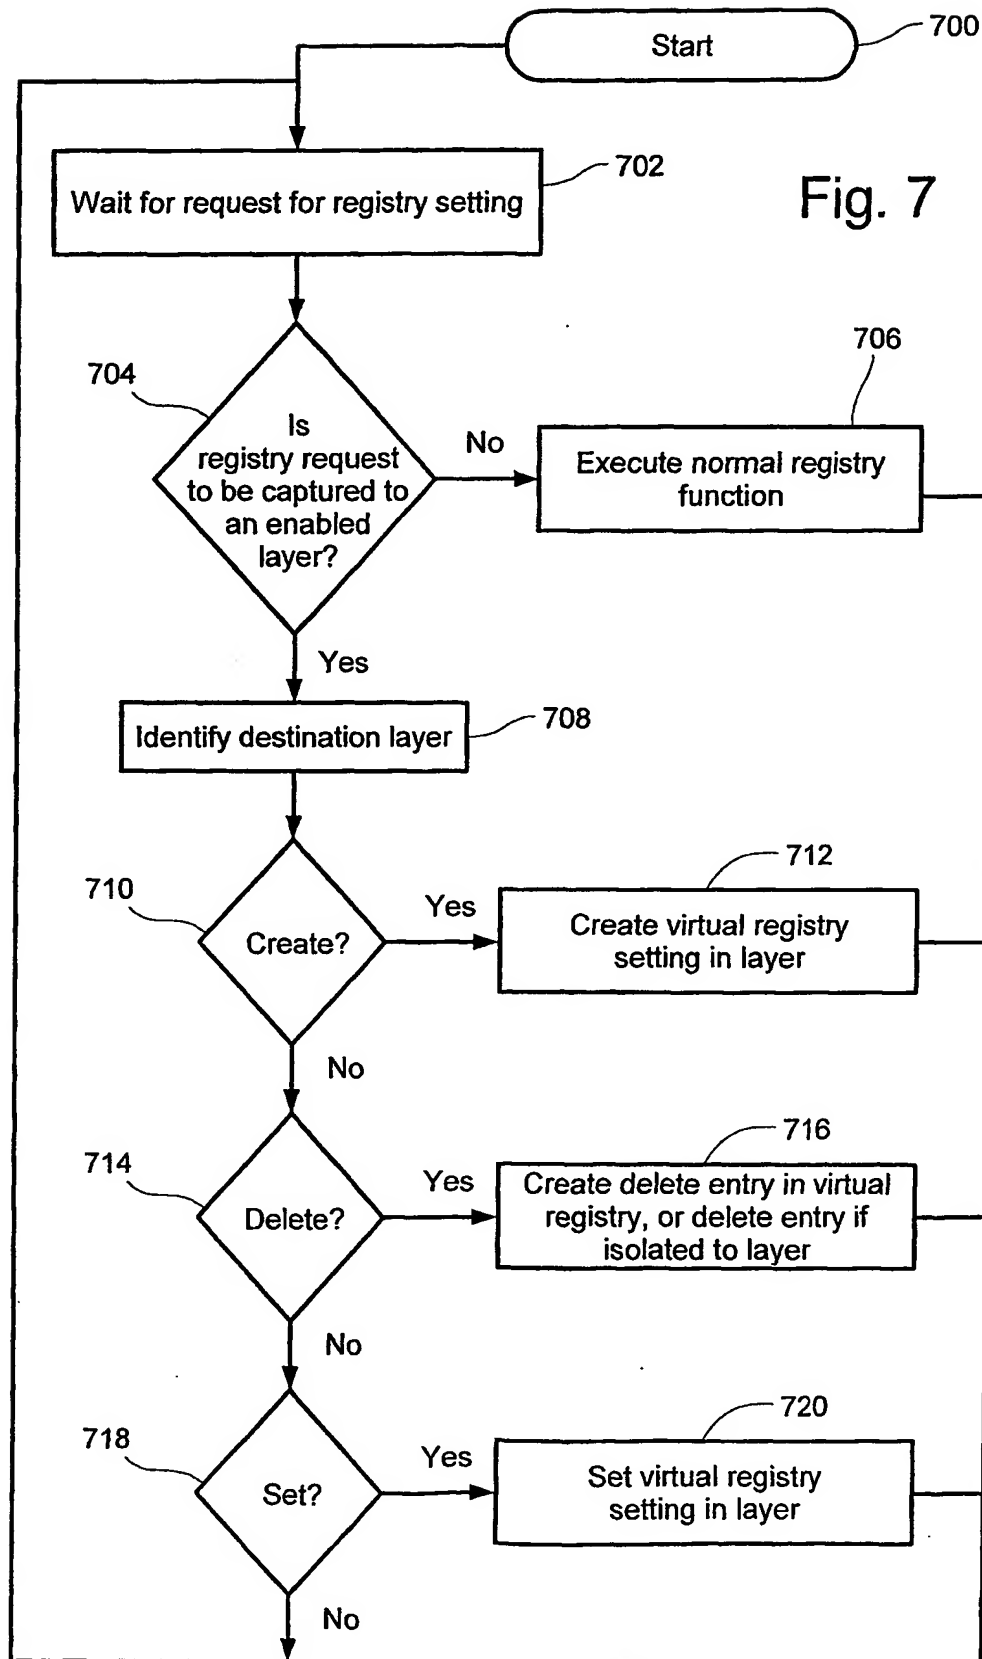 Start
700
Wait for request for registry setting
702
Fig. 7
704
Is
registry request
to be captured to
an enabled
layer?
No
706
Execute normal registry
function
Yes
Identify destination layer
708
710
Create?
Yes
712
Create virtual registry
setting in layer
No
714
Delete?
Yes
716
Create delete entry in virtual
registry, or delete entry if
isolated to layer
No
718
Set?
Yes
720
Set virtual registry
setting in layer
No